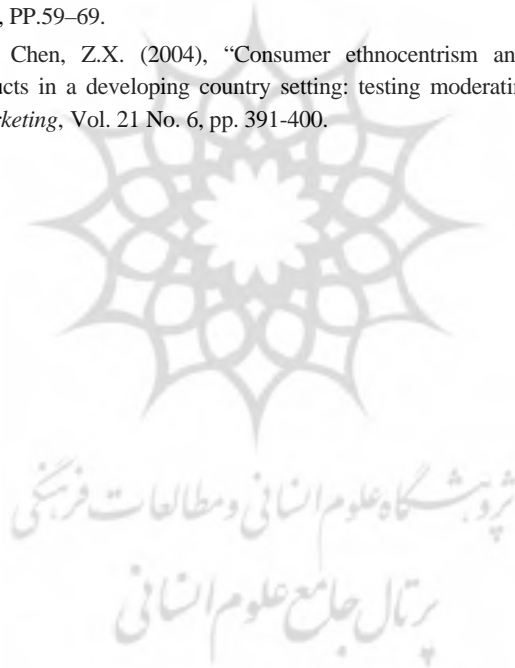 , PP.59–69.
Chen, Z.X. (2004), “Consumer ethnocentrism an
ucts in a developing country setting: testing moderatin
rketing, Vol. 21 No. 6, pp. 391-400.
پژوهشگاه علوم انسانی و مطالعات فرهنگی
پرتال جامع علوم انسانی